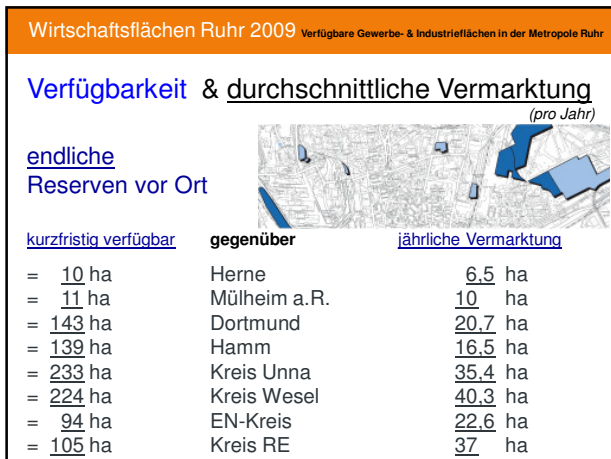 Wirtschaftsflächen Ruhr 2009 Verfügbare Gewerbe- & Industrieflächen in der Metropole Ruhr
Verfügbarkeit & durchschnittliche Vermarktung
(pro Jahr)
endliche
Reserven vor Ort
kurzfristig verfügbar gegenüber jährliche Vermarktung
= 10 ha Herne 6,5 ha
= 11 ha Mülheim a.R. 10 ha
= 143 ha Dortmund 20,7 ha
= 139 ha Hamm 16,5 ha
= 233 ha Kreis Unna 35,4 ha
= 224 ha Kreis Wesel 40,3 ha
= 94 ha EN-Kreis 22,6 ha
= 105 ha Kreis RE 37 ha